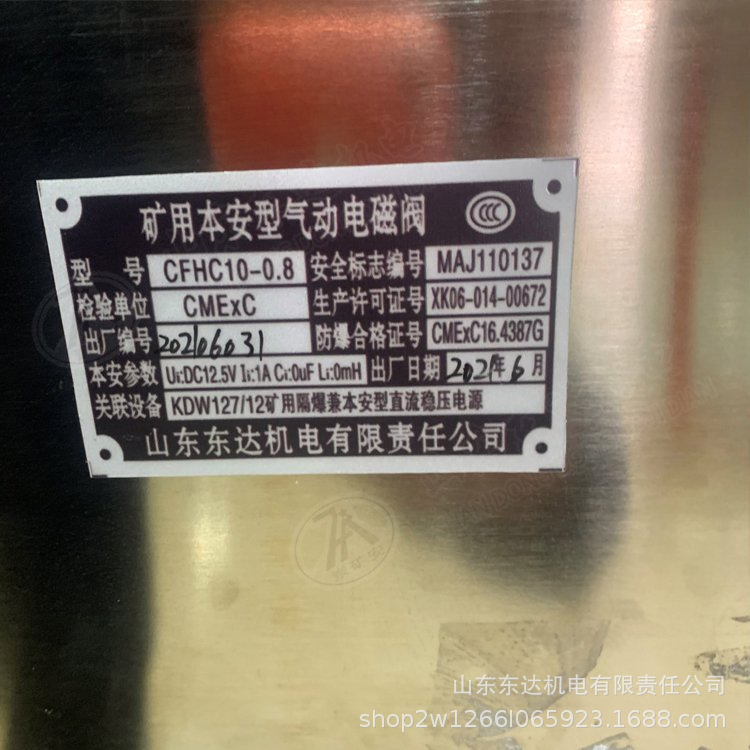 矿用本安型气动电磁阀 CCC
型号 CFHC10-0.8 安全标志编号 MAJ110137
检验单位 CMExC 生产许可证号 XK06-014-00672
出厂编号 202106031 防爆合格证号 CMExC16.4387G
本安参数 Ui:DC12.5V Ii:1A Ci:0uF Li:0mH 出厂日期 2021年6月
关联设备 KDW127/12矿用隔爆兼本安型直流稳压电源
山东东达机电有限责任公司
山东东达机电有限责任公司
shop2w1266l065923.1688.com